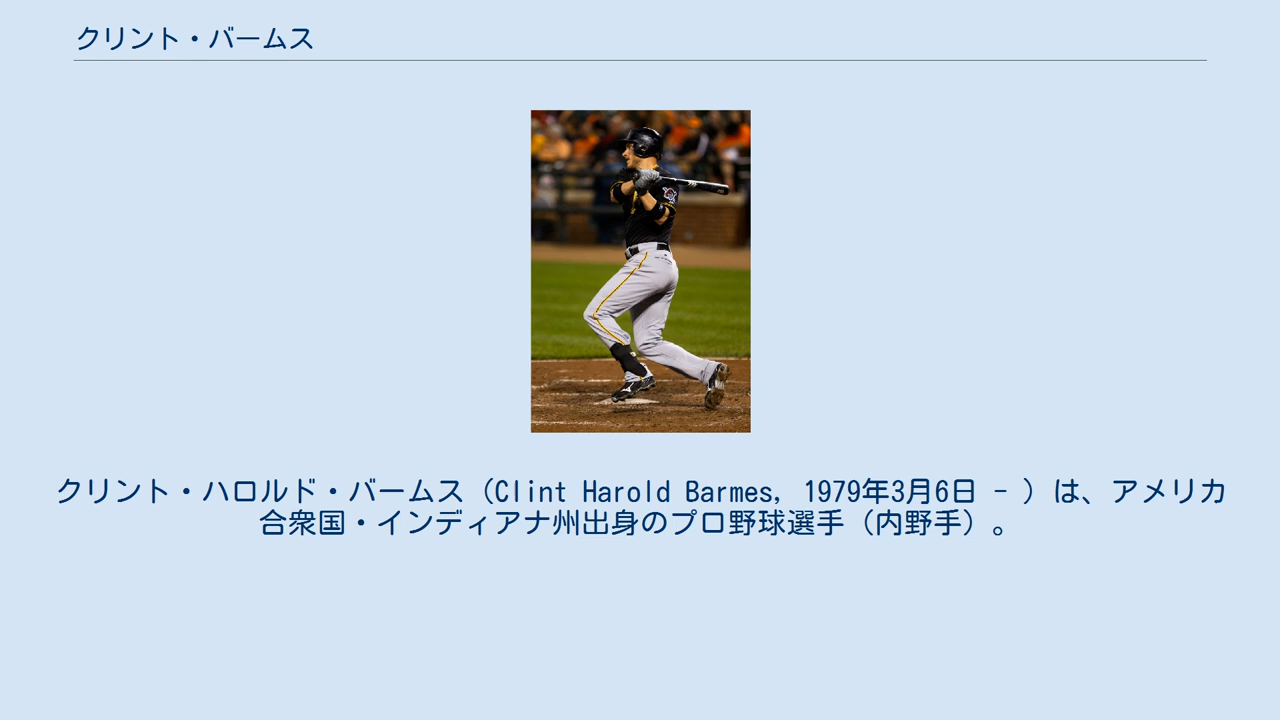 クリント・バームス
クリント・ハロルド・バームス（Clint Harold Barmes, 1979年3月6日 - ）は、アメリカ
合衆国・インディアナ州出身のプロ野球選手（内野手）。